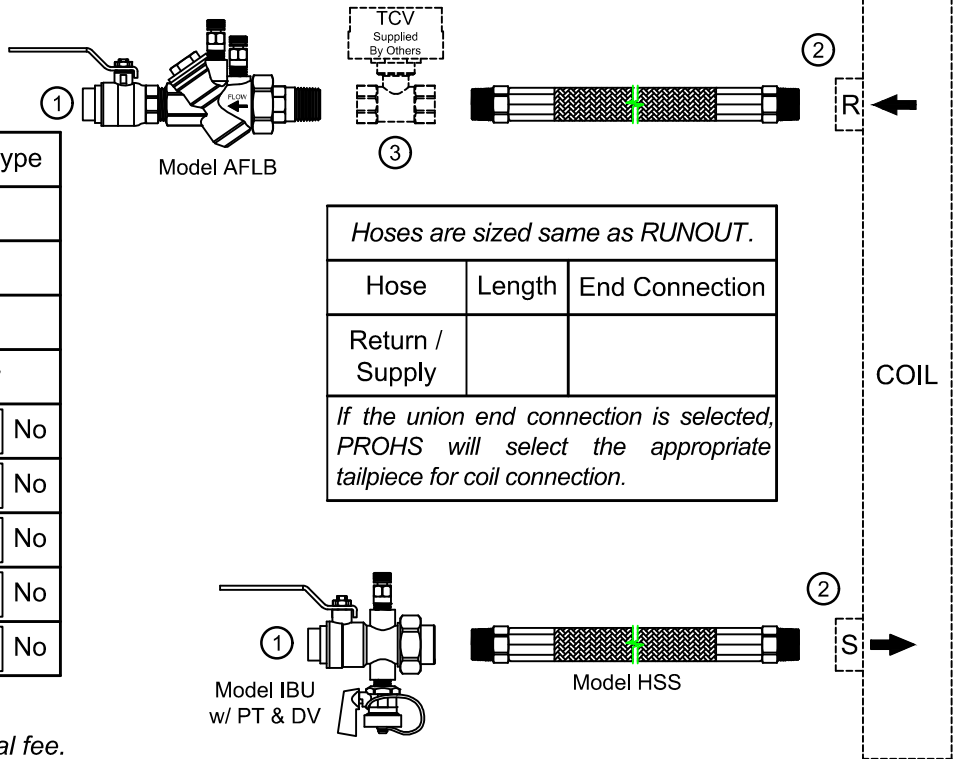 TCV
Supplied
By Others
2
1
FLOW
R
3
Model AFLB
ype
No
No
No
No
No
Hoses are sized same as RUNOUT.
Hose Length End Connection
Return /
Supply
If the union end connection is selected,
PROHS will select the appropriate
tailpiece for coil connection.
COIL
2
1
S
Model HSS
Model IBU
w/ PT & DV
al fee.